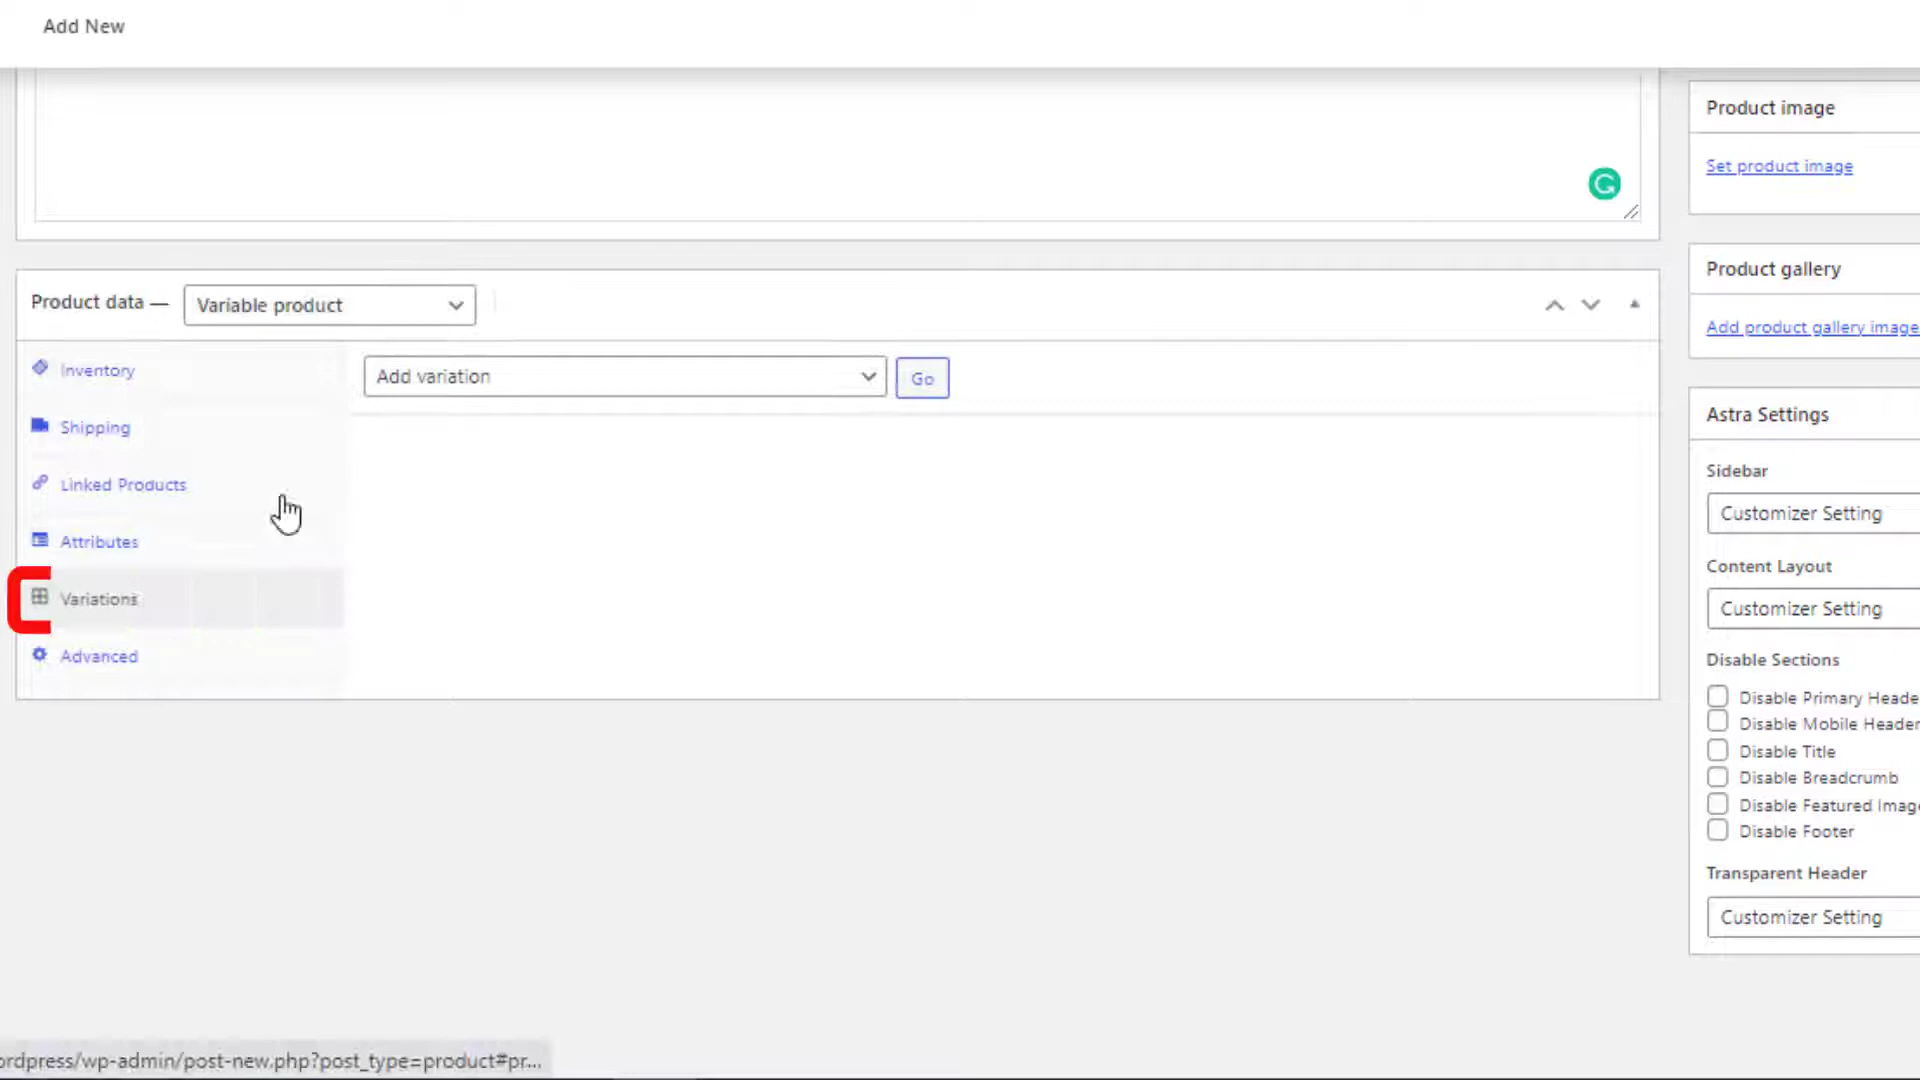 Add New
Product image
Set product image
Product gallery
Add product gallery image
Product data —
Variable product
Inventory
Shipping
Linked Products
Attributes
Variations
Advanced
Add variation
Go
Astra Settings
Sidebar
Customizer Setting
Content Layout
Customizer Setting
Disable Sections
Disable Primary Heade
Disable Mobile Header
Disable Title
Disable Breadcrumb
Disable Featured Imag
Disable Footer
Transparent Header
Customizer Setting
ordpress/wp-admin/post-new.php?post_type=product#pr...